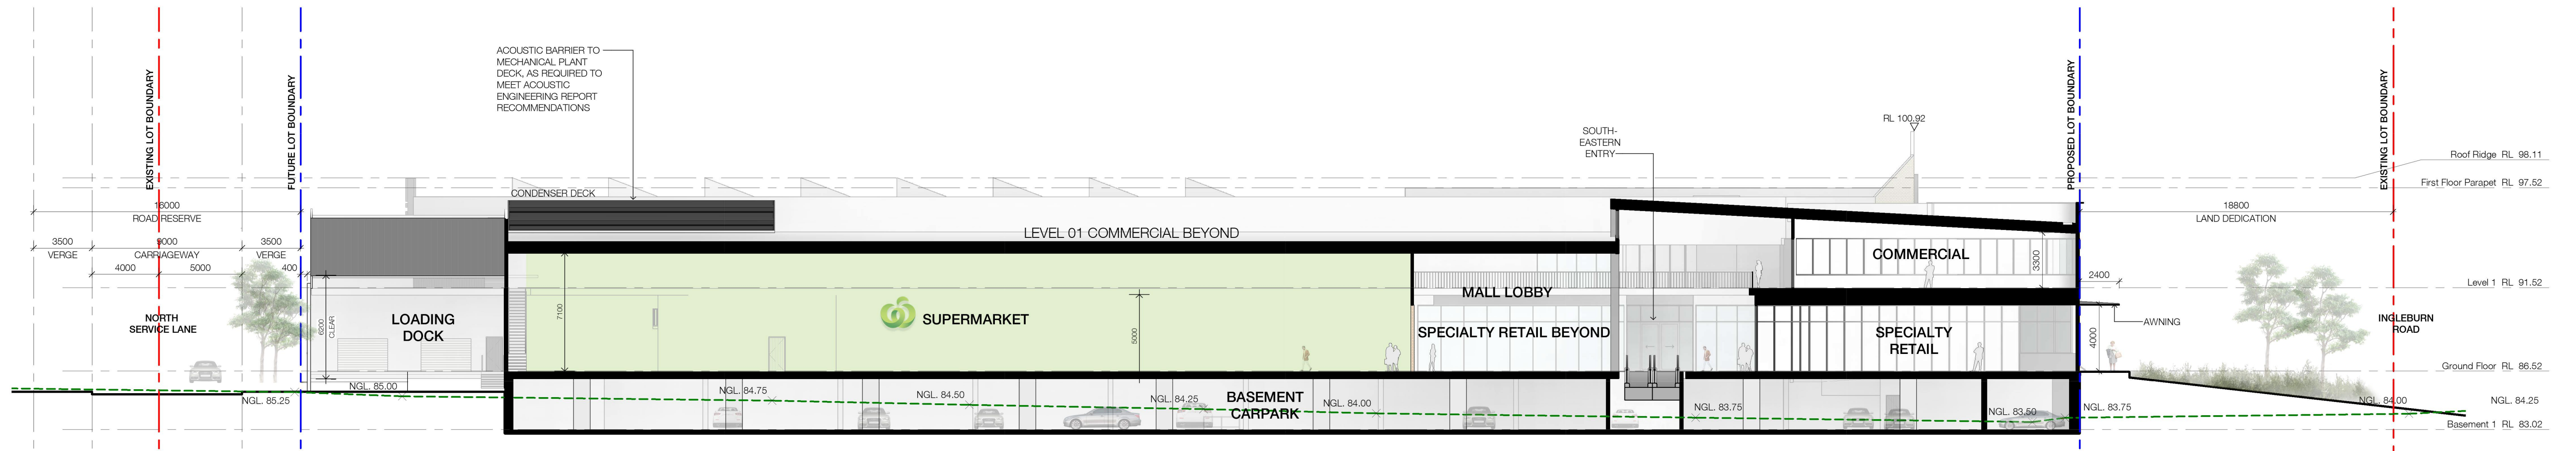 ACOUSTIC BARRIER TO
MECHANICAL PLANT
DECK, AS REQUIRED TO
MEET ACOUSTIC
ENGINEERING REPORT
RECOMMENDATIONS
EXISTING LOT BOUNDARY
FUTURE LOT BOUNDARY
PROPOSED LOT BOUNDARY
EXISTING LOT BOUNDARY
SOUTH-
EASTERN
ENTRY
RL 100.92
Roof Ridge RL 98.11
First Floor Parapet RL 97.52
CONDENSER DECK
16000
ROAD RESERVE
18800
LAND DEDICATION
LEVEL 01 COMMERCIAL BEYOND
3500
VERGE
9000
CARRIAGEWAY
3500
VERGE
4000
5000
400
COMMERCIAL
3300
2400
Level 1 RL 91.52
MALL LOBBY
7100
5000
6200
CLEAR
NORTH
SERVICE LANE
LOADING
DOCK
SUPERMARKET
SPECIALTY RETAIL BEYOND
SPECIALTY
RETAIL
4000
AWNING
INGLEBURN
ROAD
Ground Floor RL 86.52
NGL. 85.25
NGL. 85.00
NGL. 84.75
NGL. 84.50
NGL. 84.25
BASEMENT
CARPARK
NGL. 84.00
NGL. 83.75
NGL. 83.50
NGL. 83.75
NGL. 84.00
NGL. 84.25
Basement 1 RL 83.02